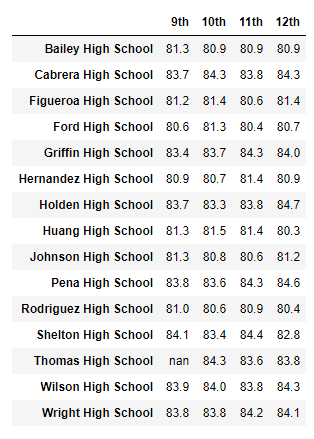 9th 10th 11th 12th
Bailey High School 81.3 80.9 80.9 80.9
Cabrera High School 83.7 84.3 83.8 84.3
Figueroa High School 81.2 81.4 80.6 81.4
Ford High School 80.6 81.3 80.4 80.7
Griffin High School 83.4 83.7 84.3 84.0
Hernandez High School 80.9 80.7 81.4 80.9
Holden High School 83.7 83.3 83.8 84.7
Huang High School 81.3 81.5 81.4 80.3
Johnson High School 81.3 80.8 80.6 81.2
Pena High School 83.8 83.6 84.3 84.6
Rodriguez High School 81.0 80.6 80.9 80.4
Shelton High School 84.1 83.4 84.4 82.8
Thomas High School nan 84.3 83.6 83.8
Wilson High School 83.9 84.0 83.8 84.3
Wright High School 83.8 83.8 84.2 84.1